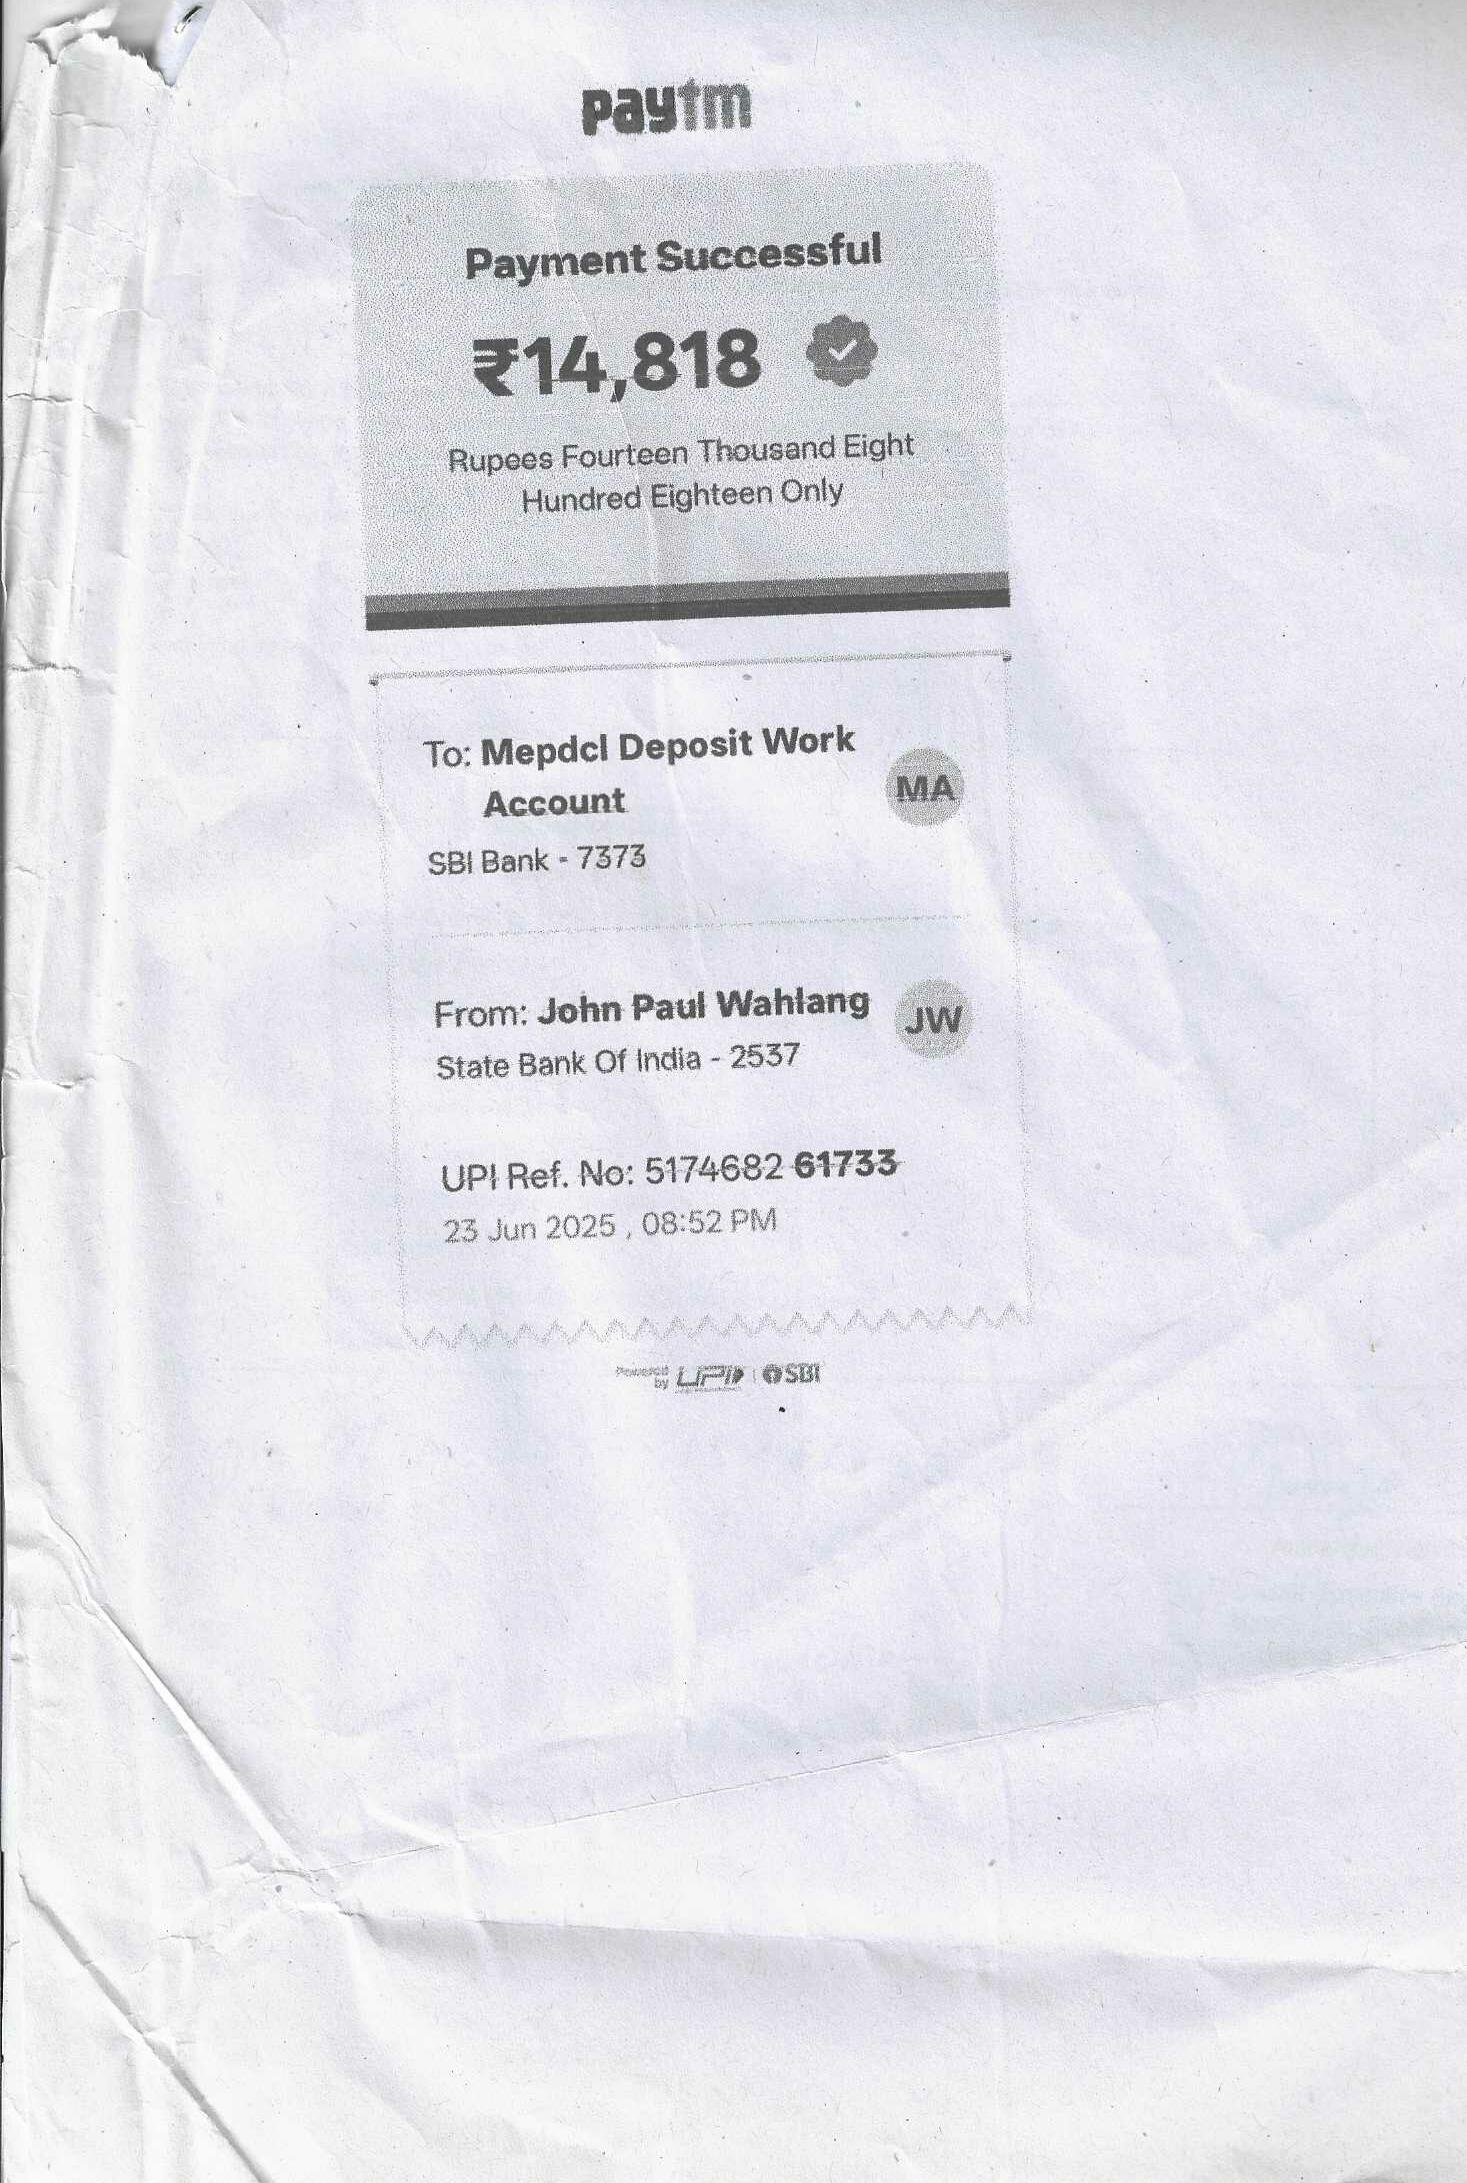 paytm
Payment Successful
₹14,818
Rupees Fourteen Thousand Eight
Hundred Eighteen Only
To: Mepdcl Deposit Work
Account
MA
SBI Bank - 7373
From: John Paul Wahlang
JW
State Bank Of India - 2537
UPI Ref. No: 5174682 61733
23 Jun 2025 , 08:52 PM
Powered by UPI | SBI